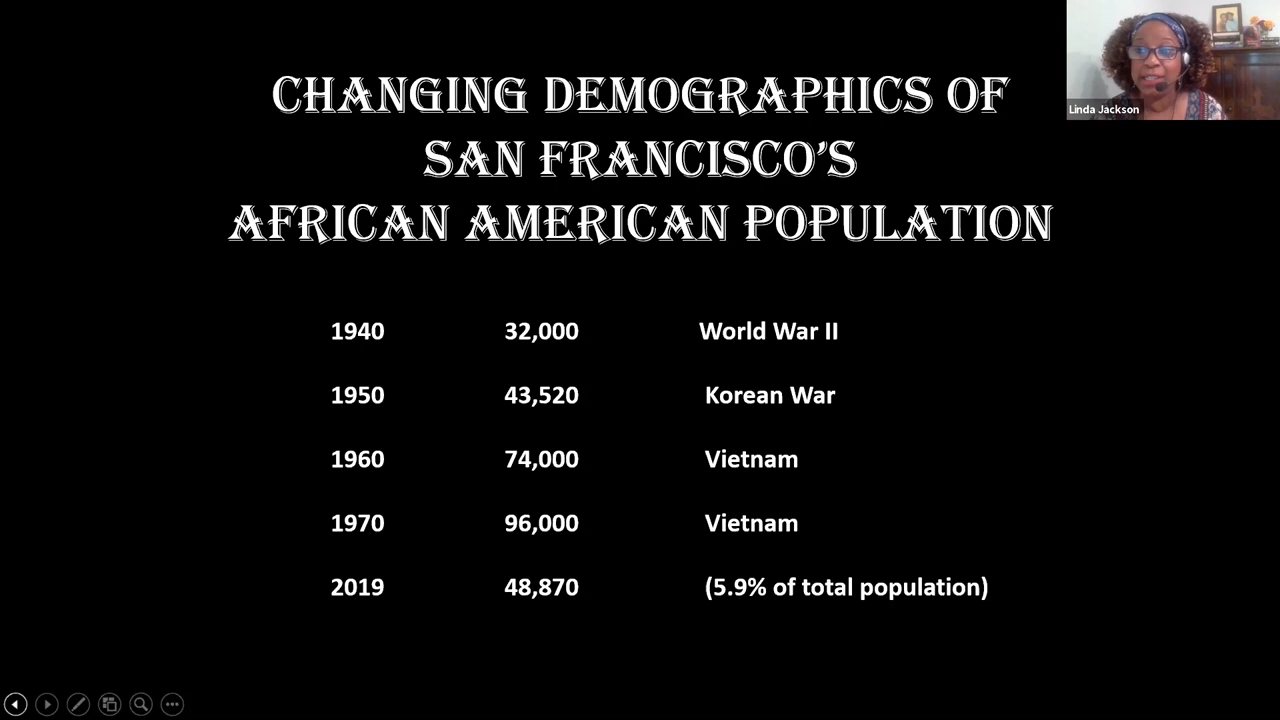 CHANGING DEMOGRAPHICS OF
SAN FRANCISCO'S
AFRICAN AMERICAN POPULATION
Linda Jackson
1940 32,000 World War II
1950 43,520 Korean War
1960 74,000 Vietnam
1970 96,000 Vietnam
2019 48,870 (5.9% of total population)